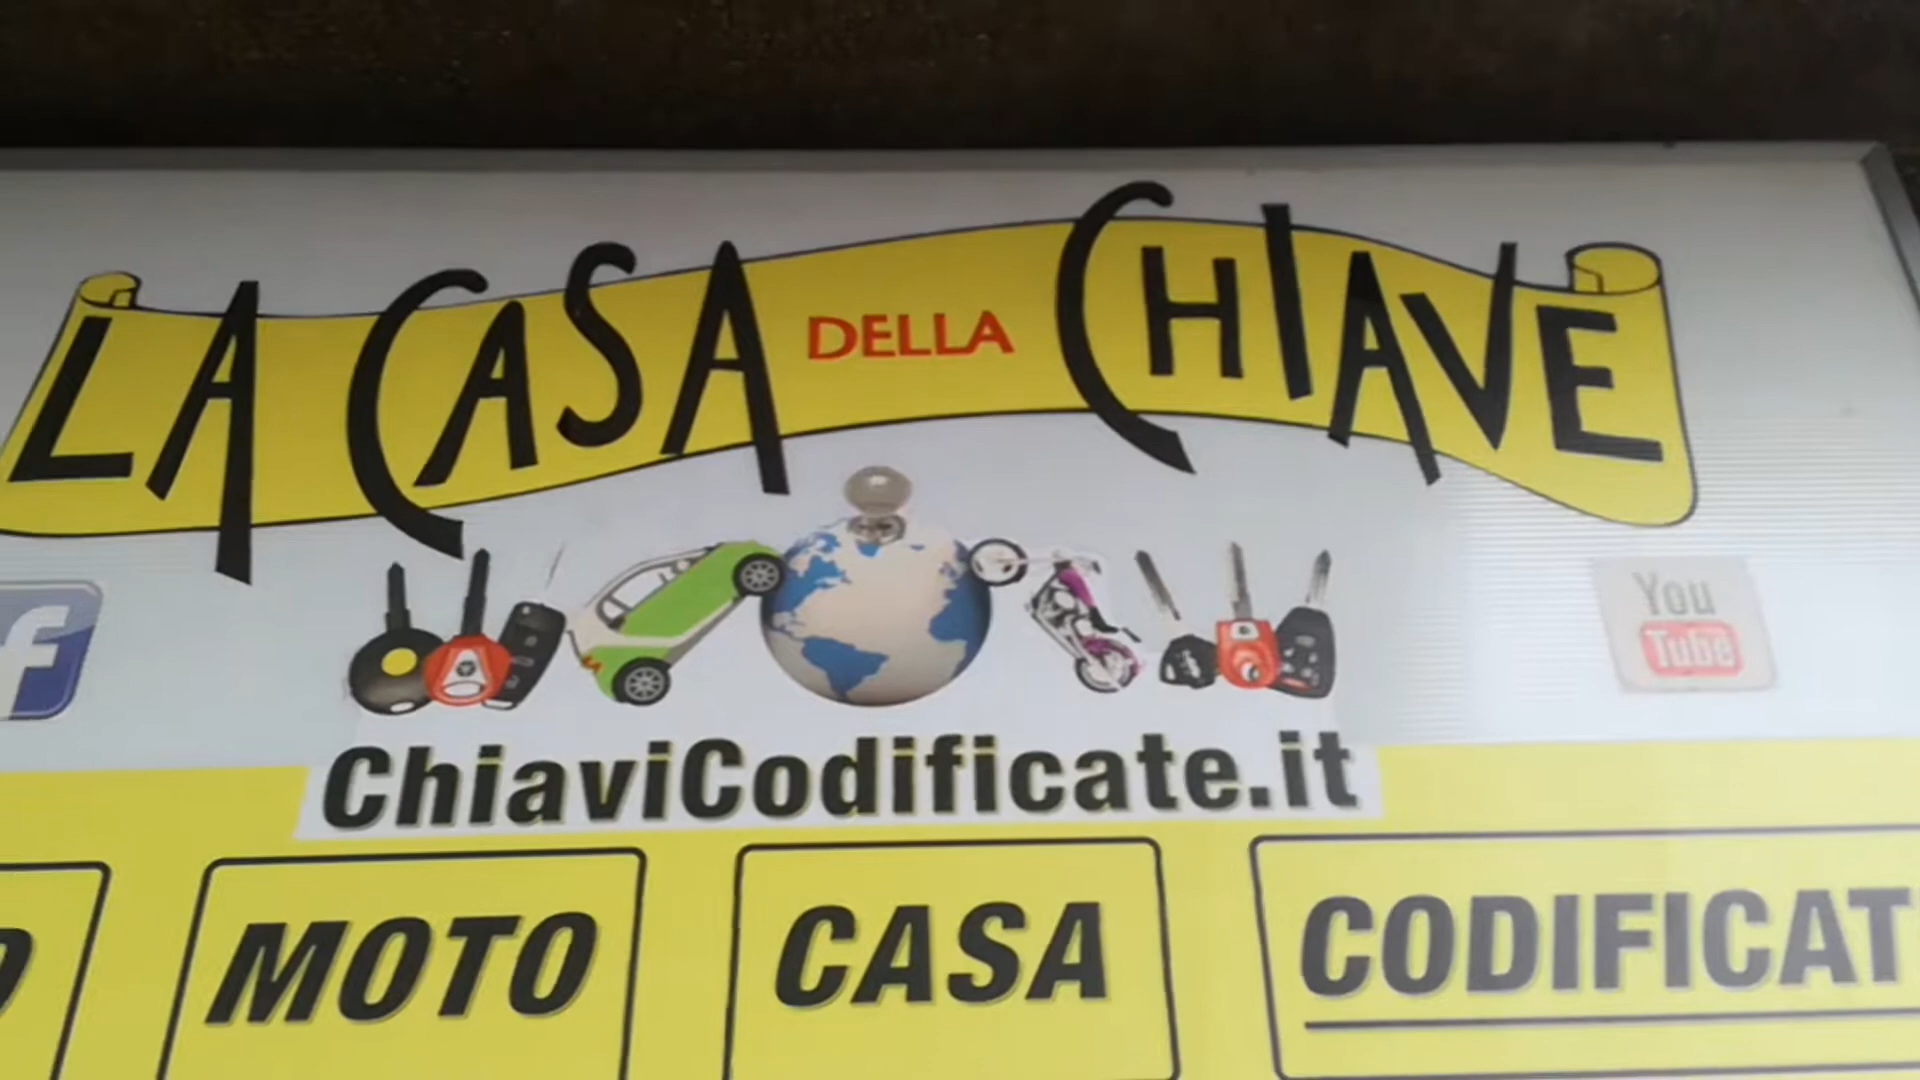 LA CASA DELLA CHIAVE
f
You
Tube
ChiaviCodificate.it
O MOTO CASA CODIFICAT